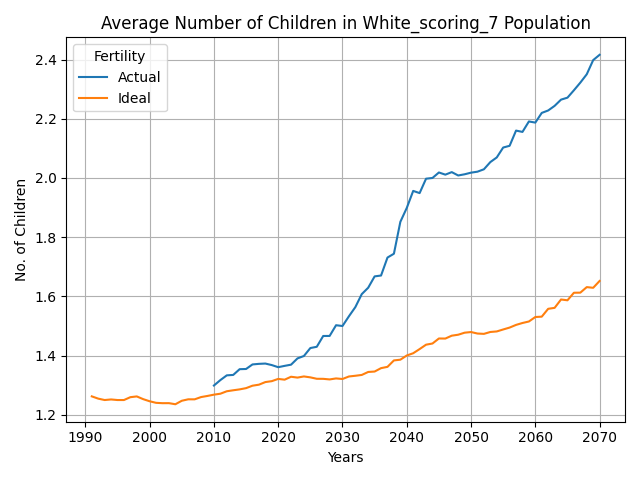 Average Number of Children in White_scoring_7 Population
Fertility
Actual
Ideal
No. of Children
2.4
2.2
2.0
1.8
1.6
1.4
1.2
1990 2000 2010 2020 2030 2040 2050 2060 2070
Years